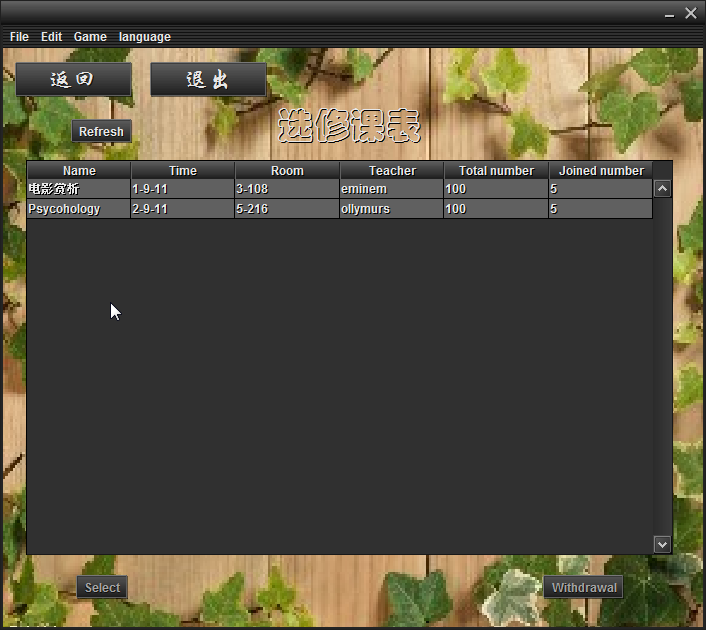 File Edit Game language
返回 退出
Refresh
选修课表
Name Time Room Teacher Total number Joined number
电影赏析 1-9-11 3-108 eminem 100 5
Psycohology 2-9-11 5-216 ollymurs 100 5
Select Withdrawal